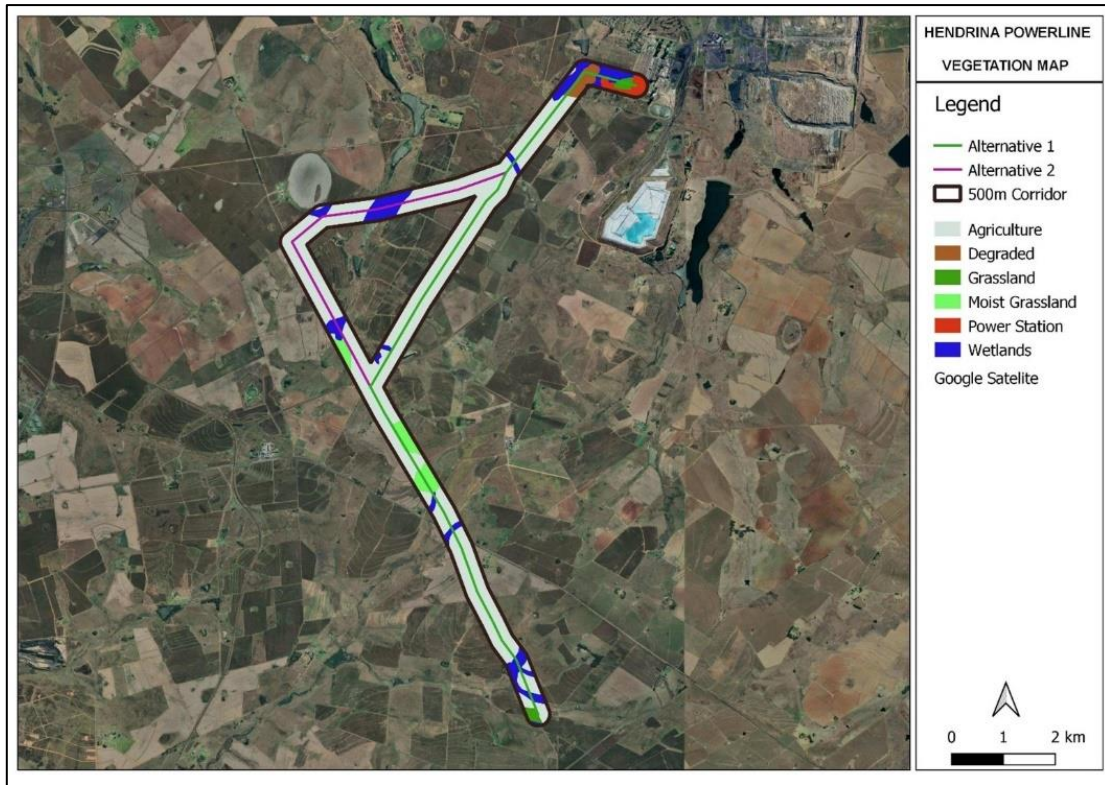 HENDRINA POWERLINE
VEGETATION MAP
Legend
Alternative 1
Alternative 2
500m Corridor
Agriculture
Degraded
Grassland
Moist Grassland
Power Station
Wetlands
Google Satelite
0 1 2 km